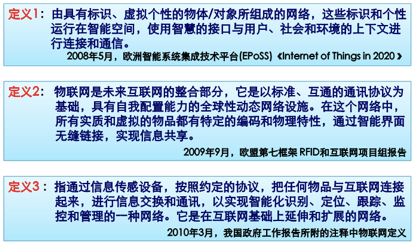 定义1：由具有标识、虚拟个性的物体/对象所组成的网络，这些标识和个性
运行在智能空间，使用智慧的接口与用户、社会和环境的上下文进
行连接和通信。
2008年5月，欧洲智能系统集成技术平台(EPoSS)《Internet of Things in 2020 》
定义2： 物联网是未来互联网的整合部分，它是以标准、互通的通讯协议为
基础，具有自我配置能力的全球性动态网络设施。在这个网络中，
所有实质和虚拟的物品都有特定的编码和物理特性，通过智能界面
无缝链接，实现信息共享。
2009年9月，欧盟第七框架 RFID和互联网项目组报告
定义3 ：指通过信息传感设备，按照约定的协议，把任何物品与互联网连接
起来，进行信息交换和通讯，以实现智能化识别、定位、跟踪、监
控和管理的一种网络。它是在互联网基础上延伸和扩展的网络。
2010年3月，我国政府工作报告所附的注释中物联网定义